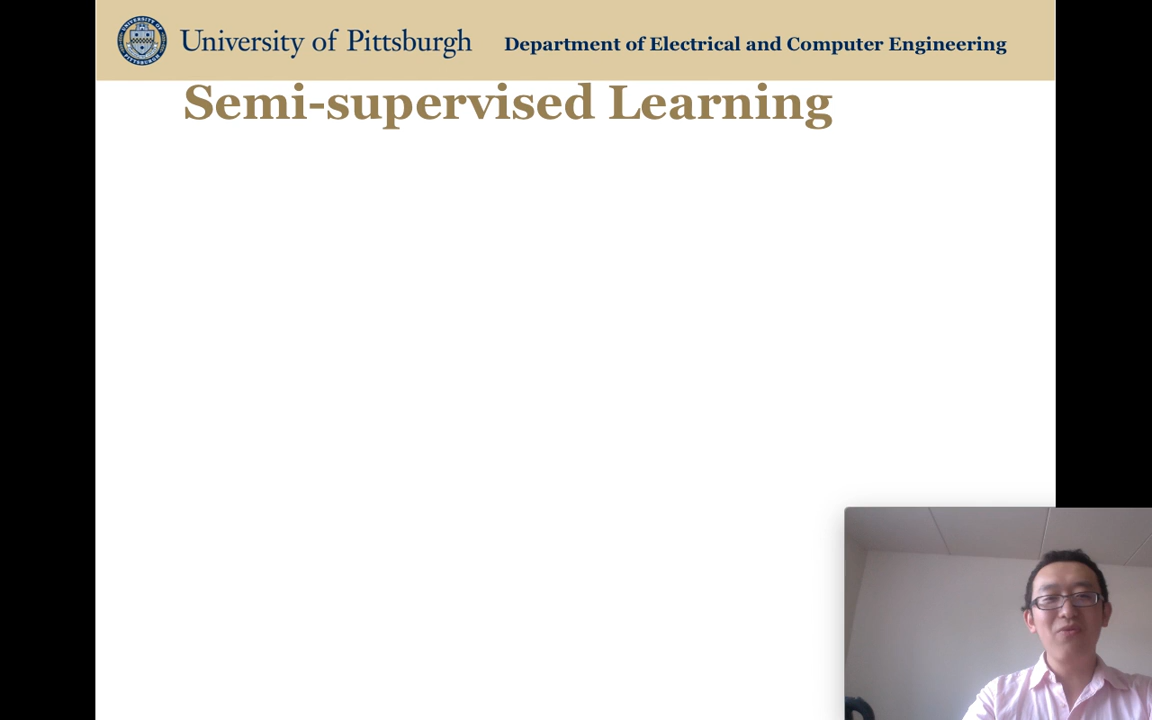 University of Pittsburgh
Department of Electrical and Computer Engineering
Semi-supervised Learning